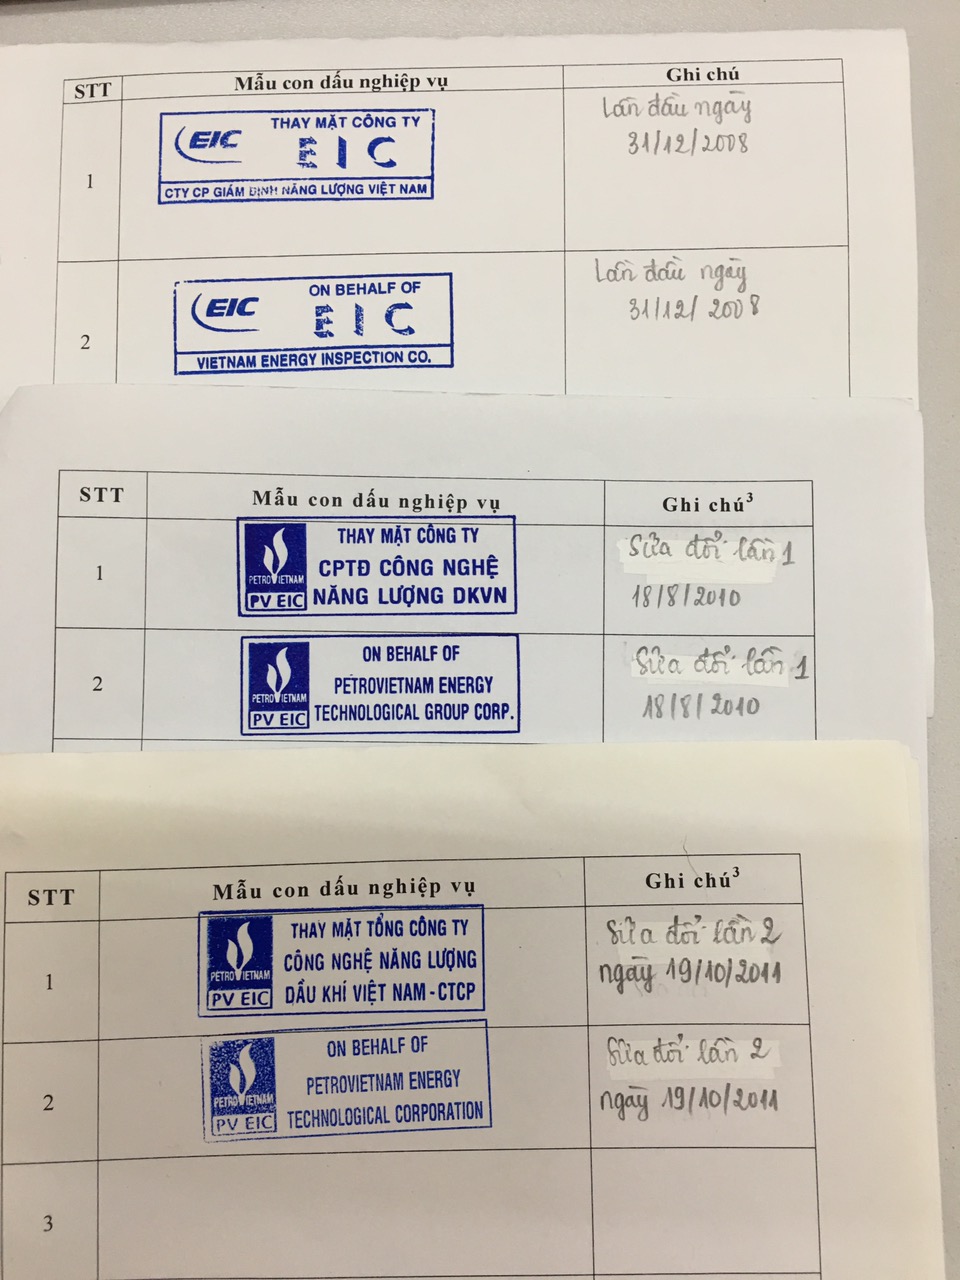 STT Mẫu con dấu nghiệp vụ Ghi chú
1
EIC
THAY MẶT CÔNG TY
EIC
CTY CP GIÁM ĐỊNH NĂNG LƯỢNG VIỆT NAM
Lần đầu ngày
31/12/2008
2
EIC
ON BEHALF OF
EIC
VIETNAM ENERGY INSPECTION CO.
Lần đầu ngày
31/12/2008
STT Mẫu con dấu nghiệp vụ Ghi chú3
1
PETROVIETNAM
PV EIC
THAY MẶT CÔNG TY
CPTĐ CÔNG NGHỆ
NĂNG LƯỢNG DKVN
Sửa đổi lần 1
18/8/2010
2
PETROVIETNAM
PV EIC
ON BEHALF OF
PETROVIETNAM ENERGY
TECHNOLOGICAL GROUP CORP.
Sửa đổi lần 1
18/8/2010
STT Mẫu con dấu nghiệp vụ Ghi chú3
1
PETROVIETNAM
PV EIC
THAY MẶT TỔNG CÔNG TY
CÔNG NGHỆ NĂNG LƯỢNG
DẦU KHÍ VIỆT NAM-CTCP
Sửa đổi lần 2
ngày 19/10/2011
2
PETROVIETNAM
PV EIC
ON BEHALF OF
PETROVIETNAM ENERGY
TECHNOLOGICAL CORPORATION
Sửa đổi lần 2
ngày 19/10/2011
3